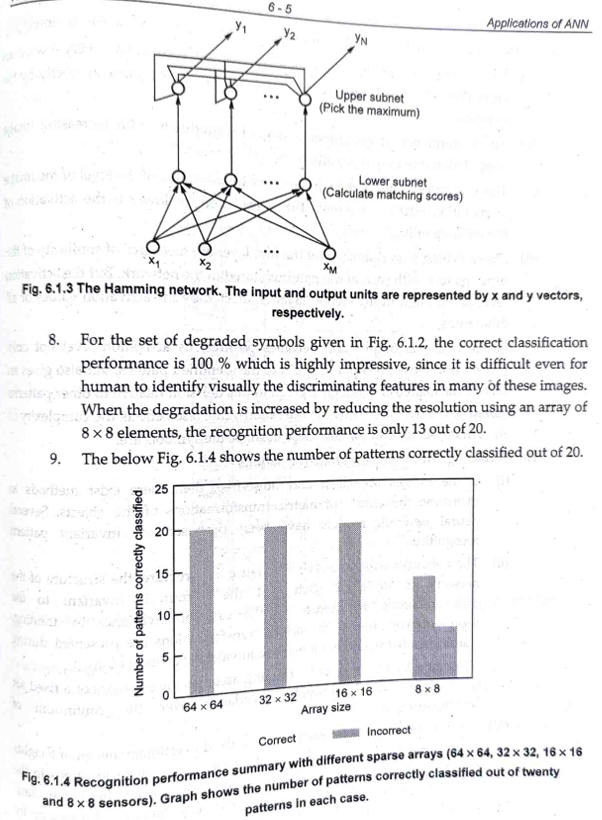 6 - 5
Applications of ANN
y1
y2
yN
...
Upper subnet
(Pick the maximum)
...
Lower subnet
(Calculate matching scores)
...
x1
x2
xM
Fig. 6.1.3 The Hamming network. The input and output units are represented by x and y vectors,
respectively.
8. For the set of degraded symbols given in Fig. 6.1.2, the correct classification
performance is 100 %, which is highly impressive, since it is difficult even for
human to identify visually the discriminating features in many of these images.
When the degradation is increased by reducing the resolution using an array of
8 × 8 elements, the recognition performance is only 13 out of 20.
9. The below Fig. 6.1.4 shows the number of patterns correctly classified out of 20.
Number of patterns correctly classified
25
20
15
10
5
0
64 × 64
32 × 32
16 × 16
8 × 8
Array size
Correct
Incorrect
Fig. 6.1.4 Recognition performance summary with different sparse arrays (64 × 64, 32 × 32, 16 × 16
and 8 × 8 sensors). Graph shows the number of patterns correctly classified out of twenty
patterns in each case.